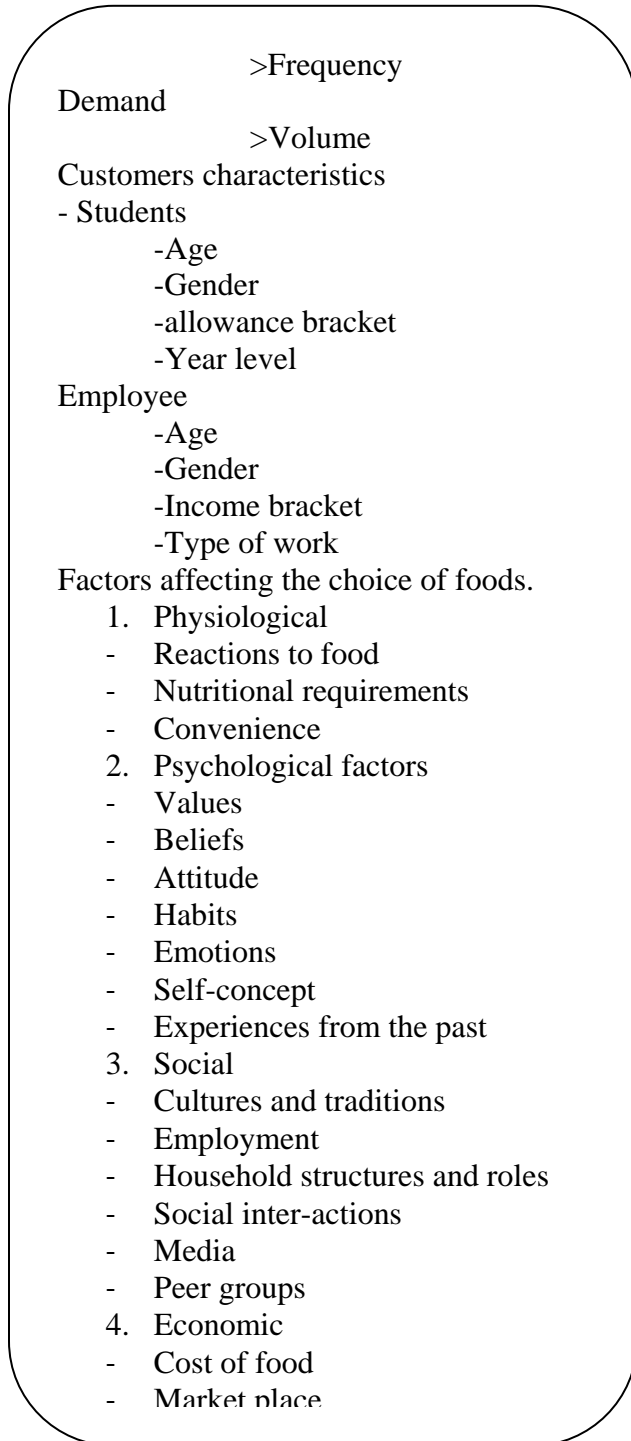 >Frequency
Demand
>Volume
Customers characteristics
- Students
-Age
-Gender
-allowance bracket
-Year level
Employee
-Age
-Gender
-Income bracket
-Type of work
Factors affecting the choice of foods.
1. Physiological
- Reactions to food
- Nutritional requirements
- Convenience
2. Psychological factors
- Values
- Beliefs
- Attitude
- Habits
- Emotions
- Self-concept
- Experiences from the past
3. Social
- Cultures and traditions
- Employment
- Household structures and roles
- Social inter-actions
- Media
- Peer groups
4. Economic
- Cost of food
- Market place